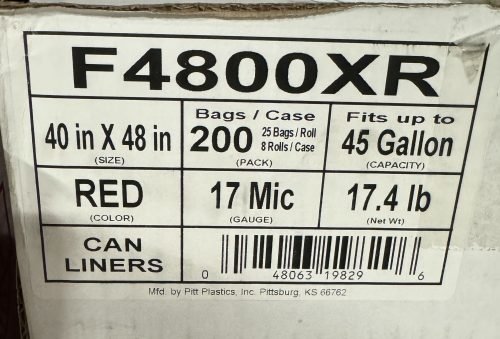 F4800XR
40 in X 48 in
(SIZE)
Bags / Case
200 25 Bags / Roll
8 Rolls / Case
(PACK)
Fits up to
45 Gallon
(CAPACITY)
RED
(COLOR)
17 Mic
(GAUGE)
17.4 lb
(Net Wt)
CAN
LINERS
0 48063 19829 6
Mfd. by Pitt Plastics, Inc. Pittsburg, KS 66762